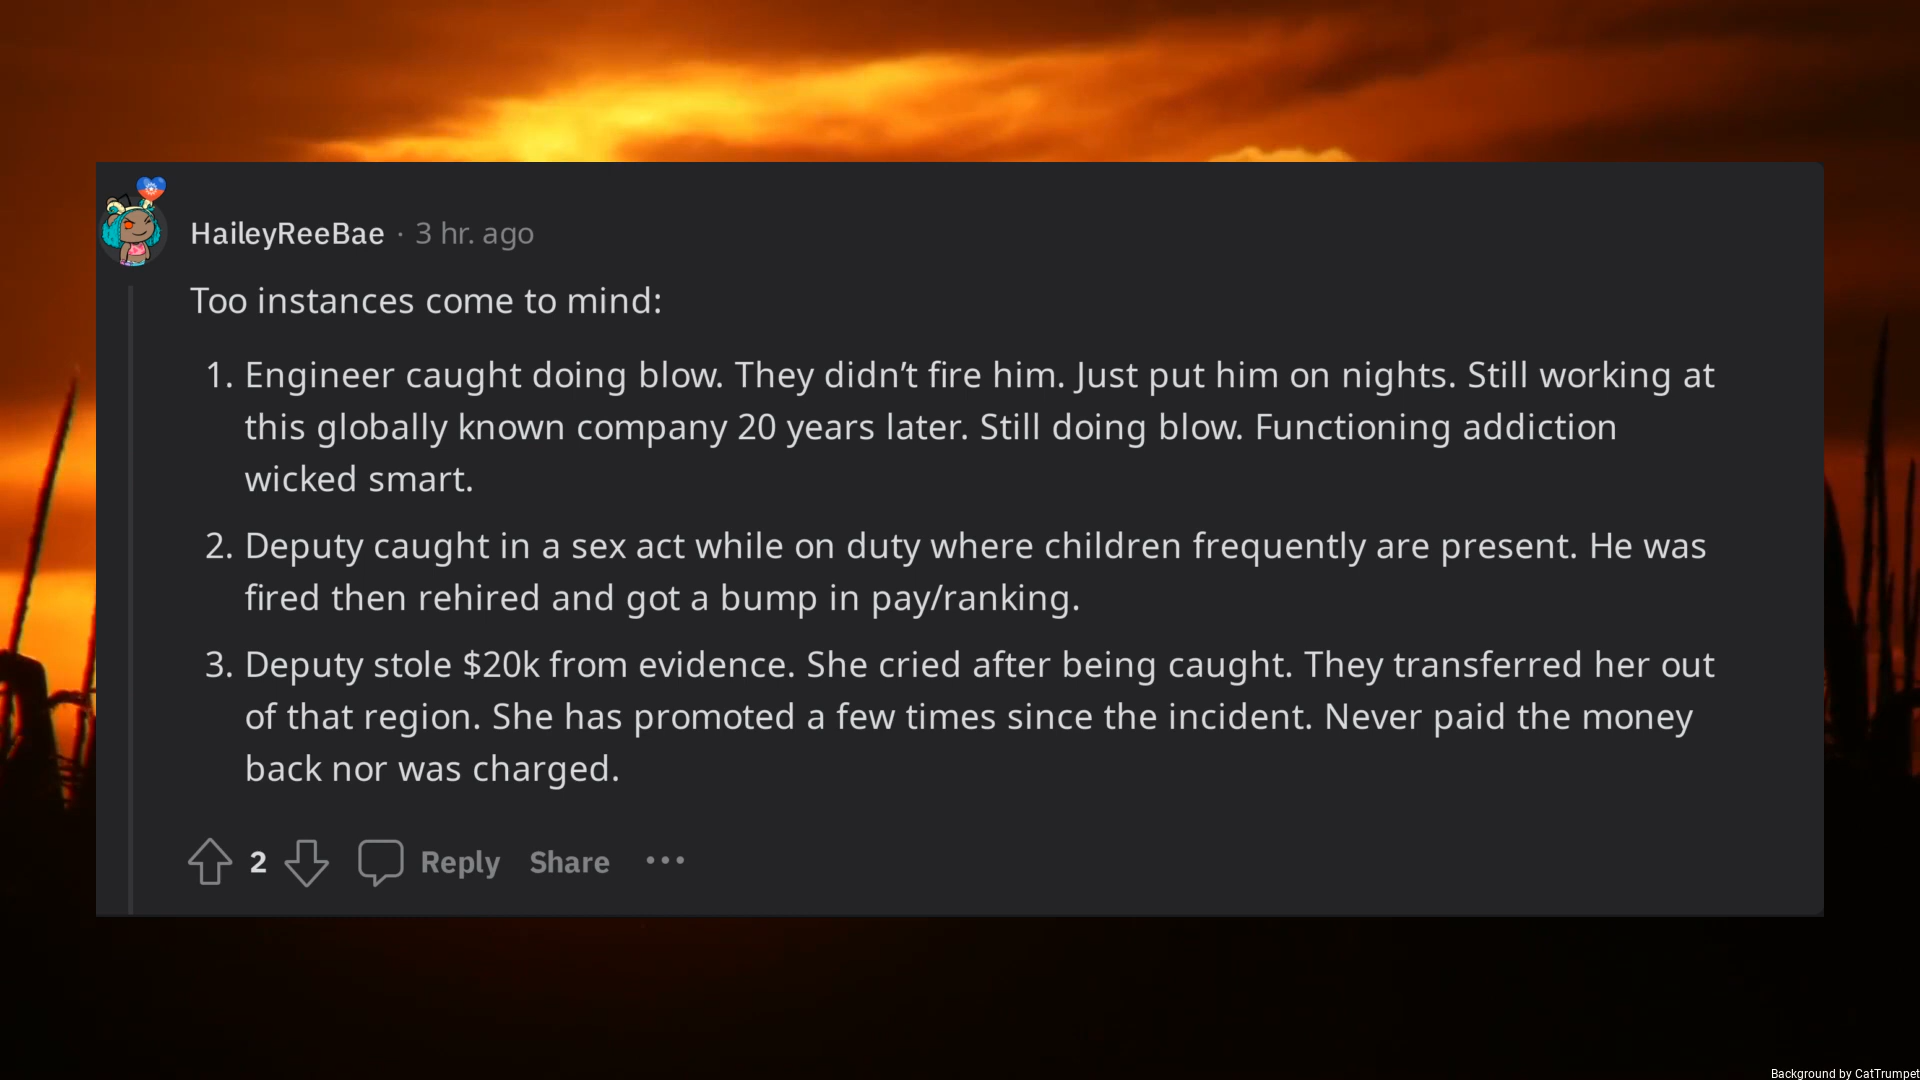 HaileyReeBae · 3 hr. ago
Too instances come to mind:
1. Engineer caught doing blow. They didn’t fire him. Just put him on nights. Still working at
this globally known company 20 years later. Still doing blow. Functioning addiction
wicked smart.
2. Deputy caught in a sex act while on duty where children frequently are present. He was
fired then rehired and got a bump in pay/ranking.
3. Deputy stole $20k from evidence. She cried after being caught. They transferred her out
of that region. She has promoted a few times since the incident. Never paid the money
back nor was charged.
2 Reply Share ···
Background by CatTrumpet